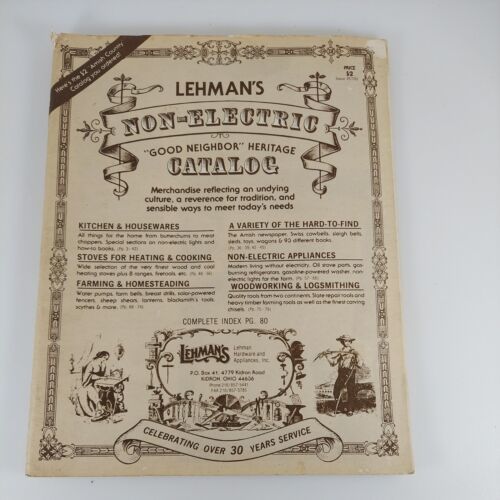 Here's the $2 Amish Country
Catalog you ordered!
PRICE
$2
LEHMAN'S
NON-ELECTRIC
"GOOD NEIGHBOR" HERITAGE
CATALOG
Merchandise reflecting an undying
culture, a reverence for tradition, and
sensible ways to meet today's needs
KITCHEN & HOUSEWARES
All things for the home from butterchurns to meat
choppers. Special sections on non-electric lights and
how-to books.
STOVES FOR HEATING & COOKING
Wide selection of the very finest wood and coal
heating stoves plus 8 ranges, firetools, etc.
FARMING & HOMESTEADING
Water pumps, farm bells, breast drills, solar-powered
fencers, sheep shears, lanterns, blacksmith's tools,
scythes & more.
A VARIETY OF THE HARD-TO-FIND
The Amish newspaper, Swiss cowbells, sleigh bells,
sleds, toys, wagons & 93 different books.
NON-ELECTRIC APPLIANCES
Modern living without electricity. Oil stove parts, gas-
burning refrigerators, gasoline-powered washer, non-
electric lights for the farm.
WOODWORKING & LOGSMITHING
Quality tools from two continents. Slate repair tools and
heavy timber framing tools as well as the finest carving
chisels.
COMPLETE INDEX PG. 80
LEHMAN'S
Lehman
Hardware and
Appliances, Inc.
P.O. Box 41, 4779 Kidron Road
KIDRON OHIO 44636
CELEBRATING OVER 30 YEARS SERVICE